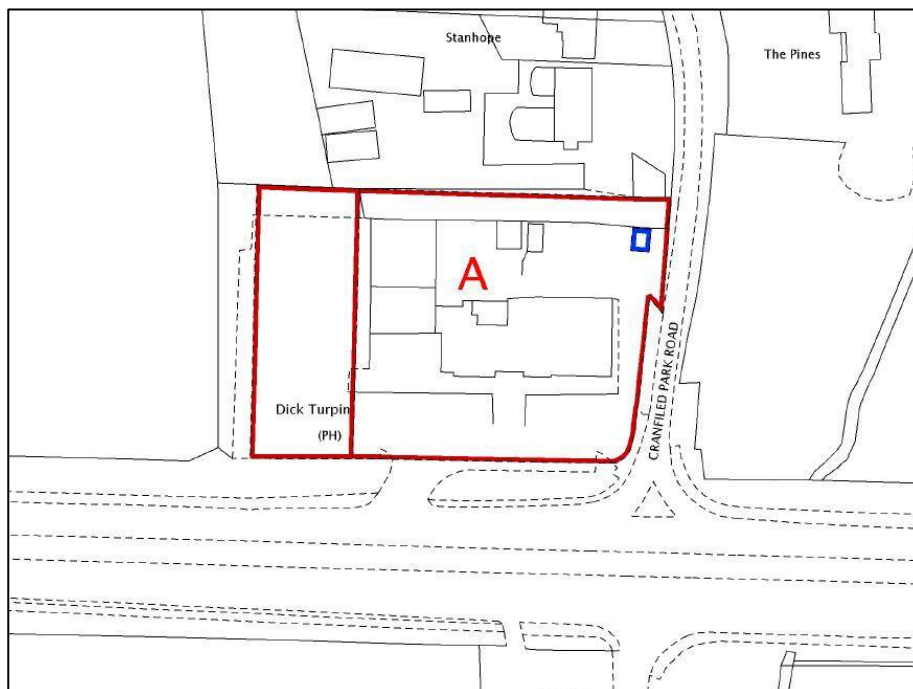 Stanhope
The Pines
A
CRANFILED PARK ROAD
Dick Turpin
(PH)